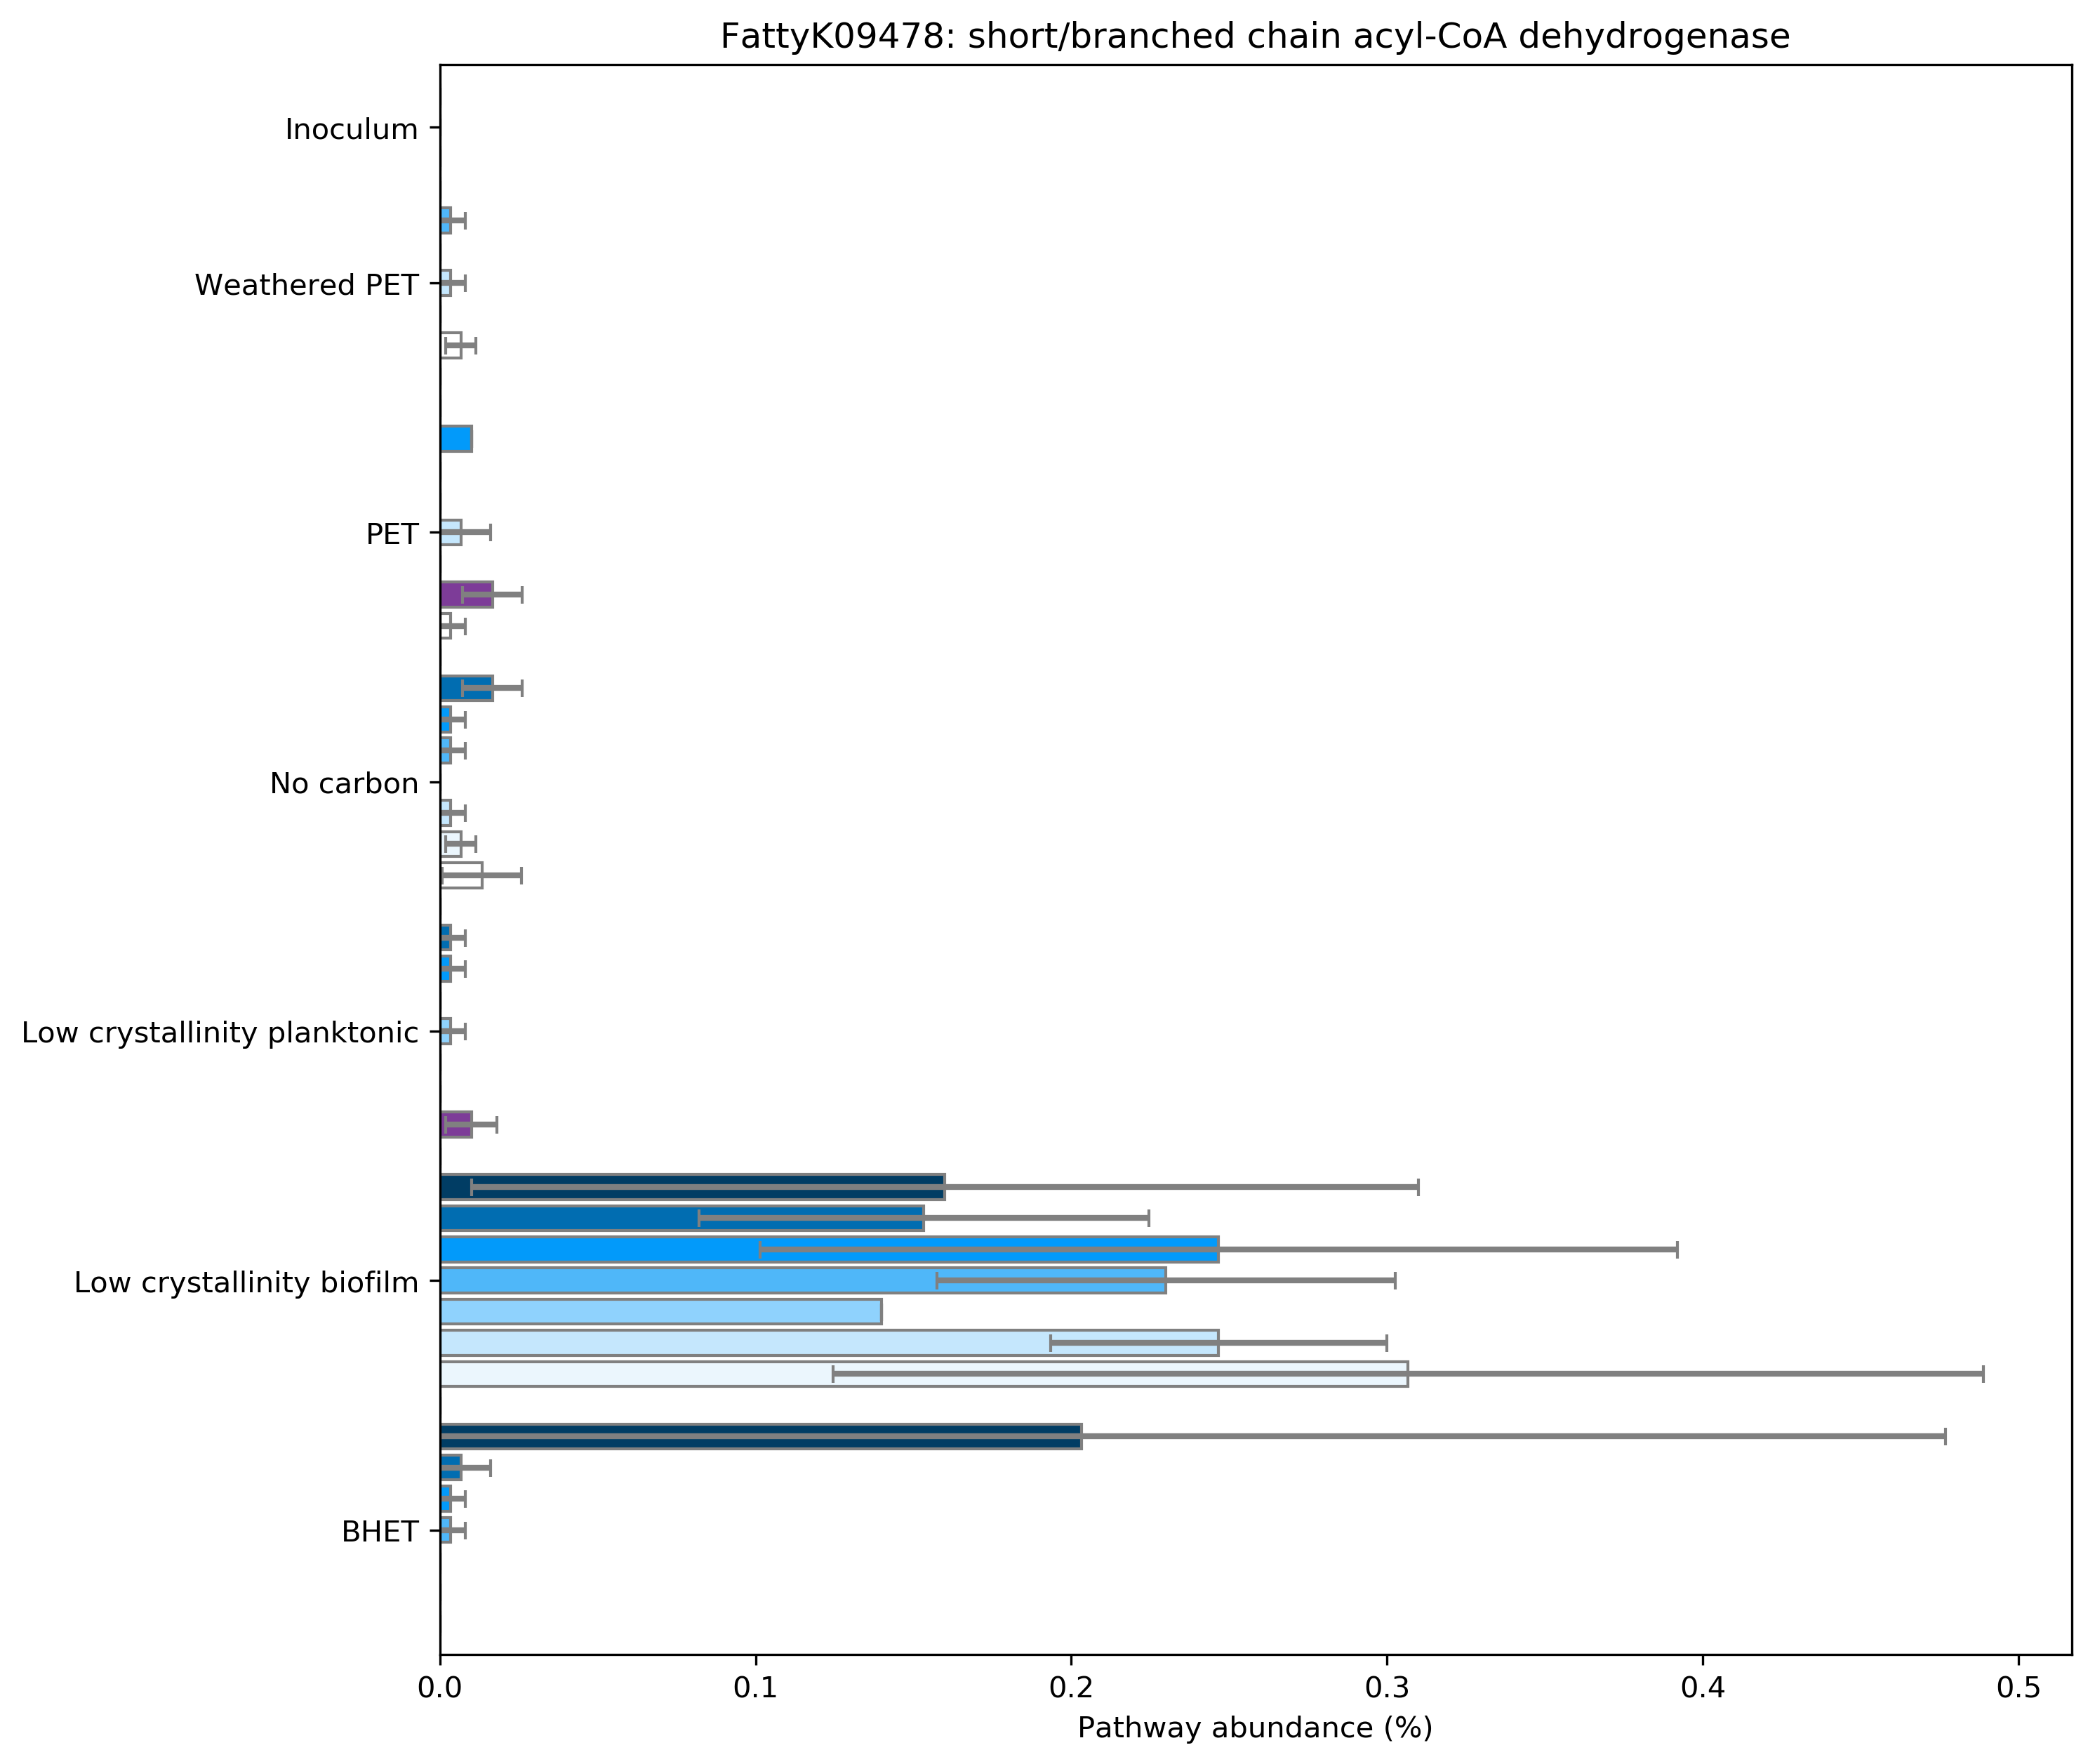 FattyK09478: short/branched chain acyl-CoA dehydrogenase
Inoculum
Weathered PET
PET
No carbon
Low crystallinity planktonic
Low crystallinity biofilm
BHET
0.0 0.1 0.2 0.3 0.4 0.5
Pathway abundance (%)